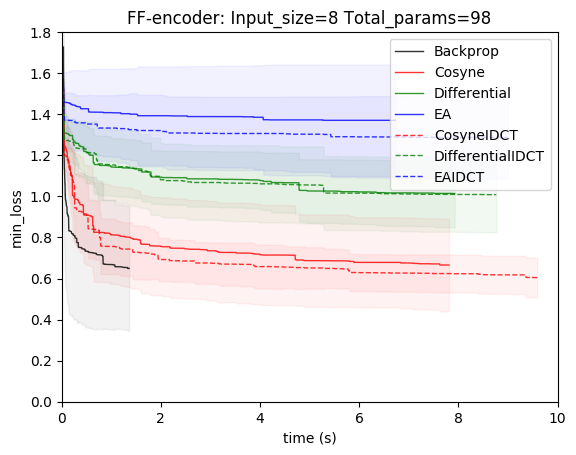 FF-encoder: Input_size=8 Total_params=98
1.8
1.6
1.4
1.2
1.0
0.8
0.6
0.4
0.2
0.0
min_loss
0 2 4 6 8 10
time (s)
Backprop
Cosyne
Differential
EA
CosyneIDCT
DifferentialIDCT
EAIDCT